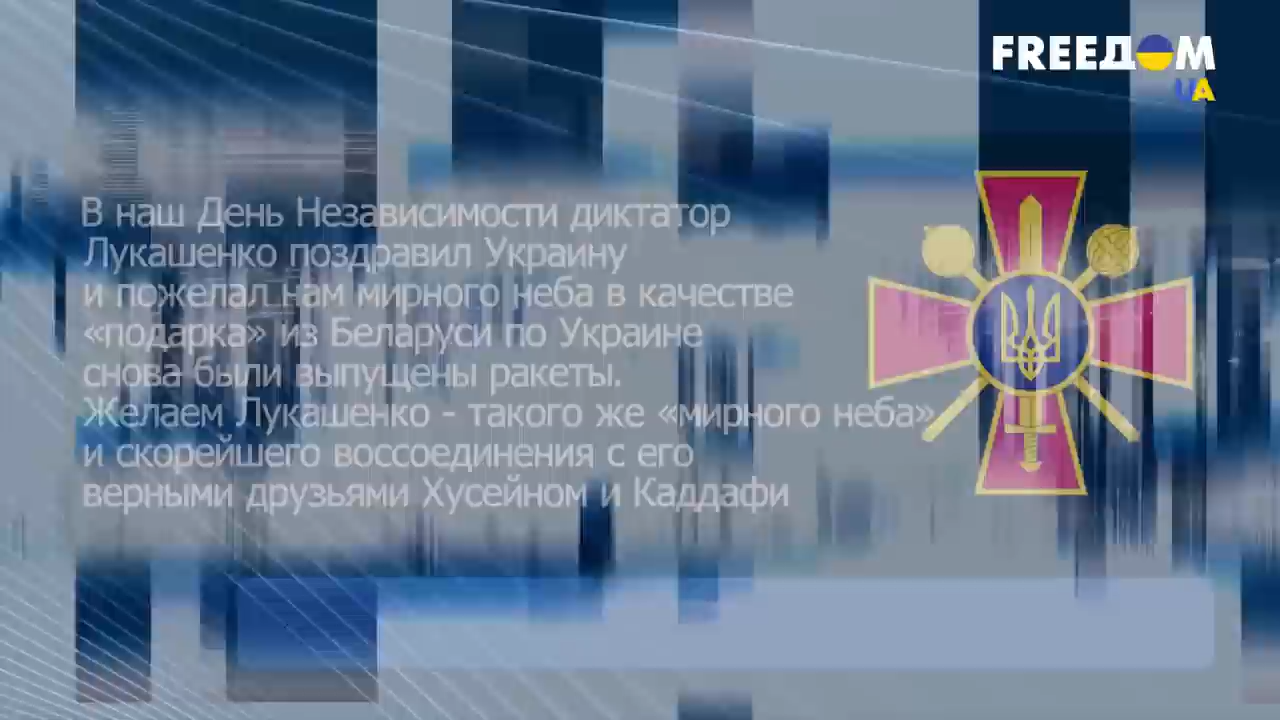 FREEДOM
UA
В наш День Независимости диктатор
Лукашенко поздравил Украину
и пожелал нам мирного неба в качестве
«подарка» из Беларуси по Украине
снова были выпущены ракеты.
Желаем Лукашенко - такого же «мирного неба»
и скорейшего воссоединения с его
верными друзьями Хусейном и Каддафи